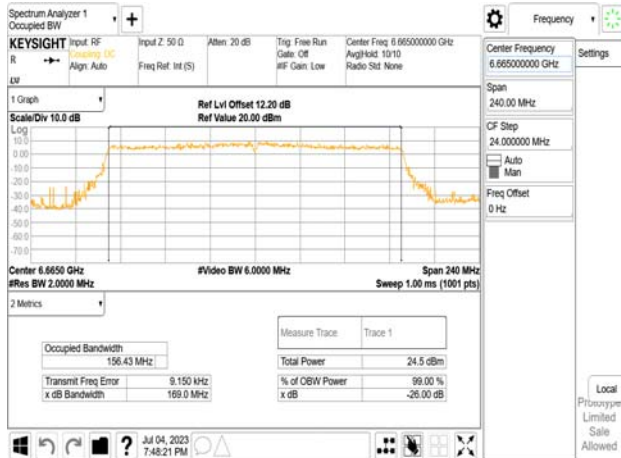 Spectrum Analyzer 1
Occupied BW
+
Frequency
KEYSIGHT
R
Input: RF
Coupling: DC
Align: Auto
Input Z: 50 Ω
Freq Ref: Int (S)
Atten: 20 dB
Trig: Free Run
Gate: Off
#IF Gain: Low
Center Freq: 6.665000000 GHz
Avg|Hold: 10/10
Radio Std: None
Center Frequency
6.665000000 GHz
Settings
Span
240.00 MHz
CF Step
24.000000 MHz
Auto
Man
Freq Offset
0 Hz
1 Graph
Scale/Div 10.0 dB
Ref Lvl Offset 12.20 dB
Ref Value 20.00 dBm
Log
10.0
0.00
-10.0
-20.0
-30.0
-40.0
-50.0
-60.0
-70.0
Center 6.6650 GHz
#Res BW 2.0000 MHz
#Video BW 6.0000 MHz
Span 240 MHz
Sweep 1.00 ms (1001 pts)
2 Metrics
Measure Trace
Trace 1
Occupied Bandwidth
156.43 MHz
Total Power
24.5 dBm
Transmit Freq Error
9.150 kHz
% of OBW Power
99.00 %
x dB Bandwidth
169.0 MHz
x dB
-26.00 dB
Local
Prototype
Limited
Sale
Allowed
?
Jul 04, 2023
7:48:21 PM